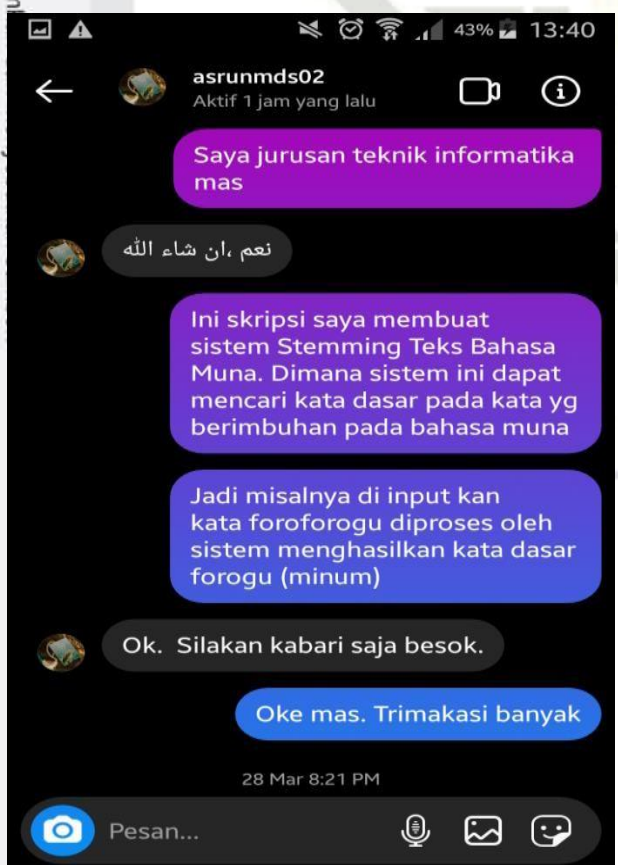 43% 13:40
asrunmds02
Aktif 1 jam yang lalu
Saya jurusan teknik informatika
mas
نعم ،ان شاء الله
Ini skripsi saya membuat
sistem Stemming Teks Bahasa
Muna. Dimana sistem ini dapat
mencari kata dasar pada kata yg
berimbuhan pada bahasa muna
Jadi misalnya di input kan
kata foroforogu diproses oleh
sistem menghasilkan kata dasar
forogu (minum)
Ok. Silakan kabari saja besok.
Oke mas. Trimakasi banyak
28 Mar 8:21 PM
Pesan...